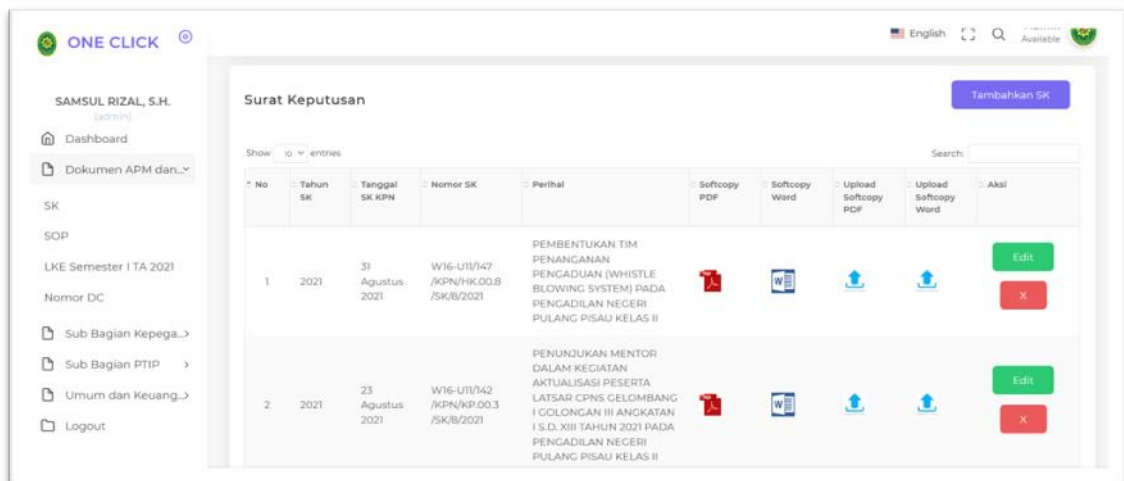 ONE CLICK
English
Available
SAMSUL RIZAL, S.H.
(admin)
Dashboard
Dokumen APM dan...
SK
SOP
LKE Semester I TA 2021
Nomor DC
Sub Bagian Kepega...
Sub Bagian PTIP
Umum dan Keuang...
Logout
Surat Keputusan
Tambahkan SK
Show 10 entries
Search:
No
Tahun
SK
Tanggal
SK KPN
Nomor SK
Perihal
Softcopy
PDF
Softcopy
Word
Upload
Softcopy
PDF
Upload
Softcopy
Word
Aksi
1
2021
31
Agustus
2021
W16-U11/147
/KPN/HK.00.8
/SK/8/2021
PEMBENTUKAN TIM
PENANGANAN
PENGADUAN (WHISTLE
BLOWING SYSTEM) PADA
PENGADILAN NEGERI
PULANG PISAU KELAS II
Edit
X
2
2021
23
Agustus
2021
W16-U11/142
/KPN/KP.00.3
/SK/8/2021
PENUNJUKAN MENTOR
DALAM KEGIATAN
AKTUALISASI PESERTA
LATSAR CPNS GELOMBANG
I GOLONGAN III ANGKATAN
I S.D. XIII TAHUN 2021 PADA
PENGADILAN NEGERI
PULANG PISAU KELAS II
Edit
X